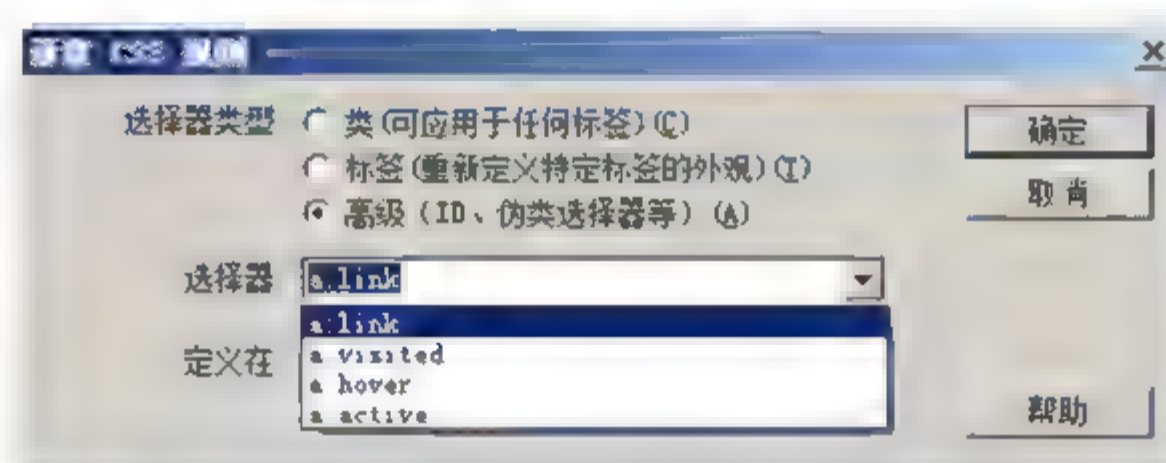 选择器类型 类(可应用于任何标签)(C)
标签(重新定义特定标签的外观)(T)
高级(ID、伪类选择器等)(A)
确定
取消
选择器 a:link
a:link
定义在 a:visited
a:hover
a:active
帮助